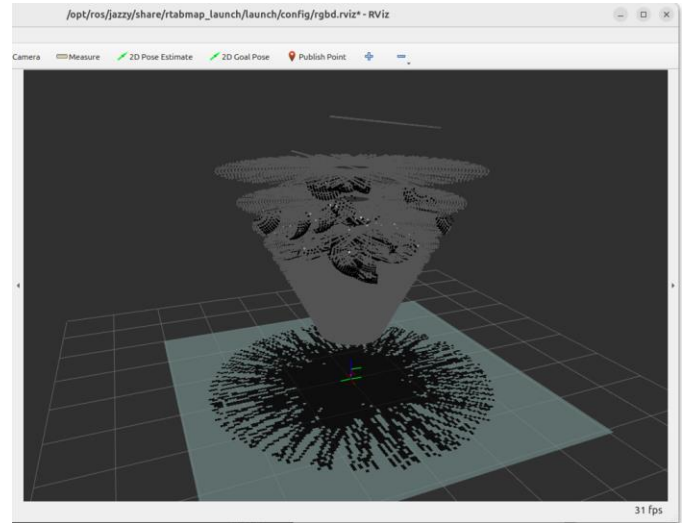 /opt/ros/jazzy/share/rtabmap_launch/launch/config/rgbd.rviz* - RViz
Camera Measure 2D Pose Estimate 2D Goal Pose Publish Point
31 fps